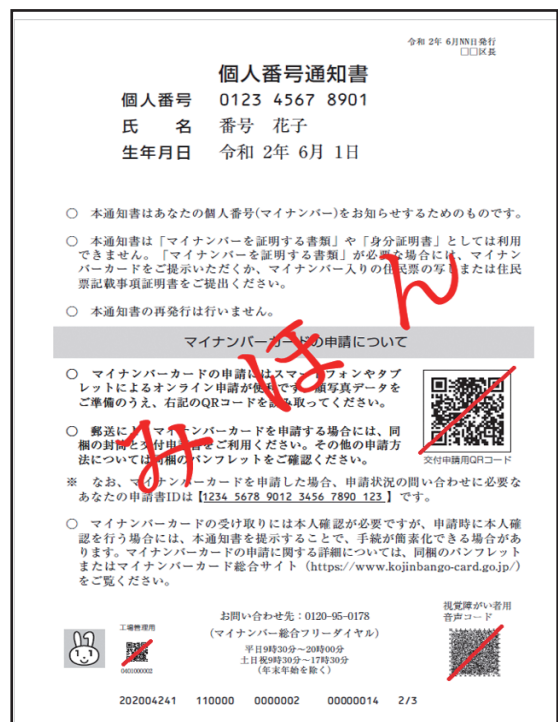 令和 2年 6月NN日発行
□□区長
個人番号通知書
個人番号 0123 4567 8901
氏　　名 番号 花子
生年月日 令和 2年 6月 1日
○ 本通知書はあなたの個人番号(マイナンバー)をお知らせするためのものです。
○ 本通知書は「マイナンバーを証明する書類」や「身分証明書」としては利用
できません。「マイナンバーを証明する書類」が必要な場合には、マイナン
バーカードをご提示いただくか、マイナンバー入りの住民票の写しまたは住民
票記載事項証明書をご提出ください。
○ 本通知書の再発行は行いません。
マイナンバーカードの申請について
○ マイナンバーカードの申請にはスマートフォンやタブ
レットによるオンライン申請が便利です。顔写真データを
ご準備のうえ、右記のQRコードを読み取ってください。
○ 郵送によりマイナンバーカードを申請する場合には、同
梱の封筒と交付申請書をご利用ください。その他の申請方
法については同梱のパンフレットをご確認ください。
交付申請用QRコード
※ なお、マイナンバーカードを申請した場合、申請状況の問い合わせに必要な
あなたの申請書IDは【1234 5678 9012 3456 7890 123 】です。
○ マイナンバーカードの受け取りには本人確認が必要ですが、申請時に本人確
認を行う場合には、本通知書を提示することで、手続が簡素化できる場合があ
ります。マイナンバーカードの申請に関する詳細については、同梱のパンフレット
またはマイナンバーカード総合サイト (https://www.kojinbango-card.go.jp/)
をご覧ください。
みほん
工場管理用
0401000002
お問い合わせ先：0120-95-0178
(マイナンバー総合フリーダイヤル)
平日9時30分～20時00分
土日祝9時30分～17時30分
(年末年始を除く)
視覚障がい者用
音声コード
202004241 110000 0000002 00000014 2/3